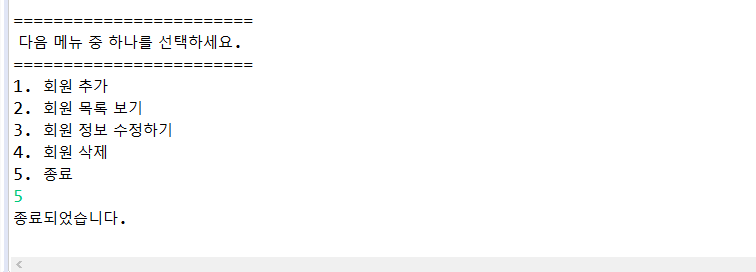 ========================
다음 메뉴 중 하나를 선택하세요.
========================
1. 회원 추가
2. 회원 목록 보기
3. 회원 정보 수정하기
4. 회원 삭제
5. 종료
5
종료되었습니다.